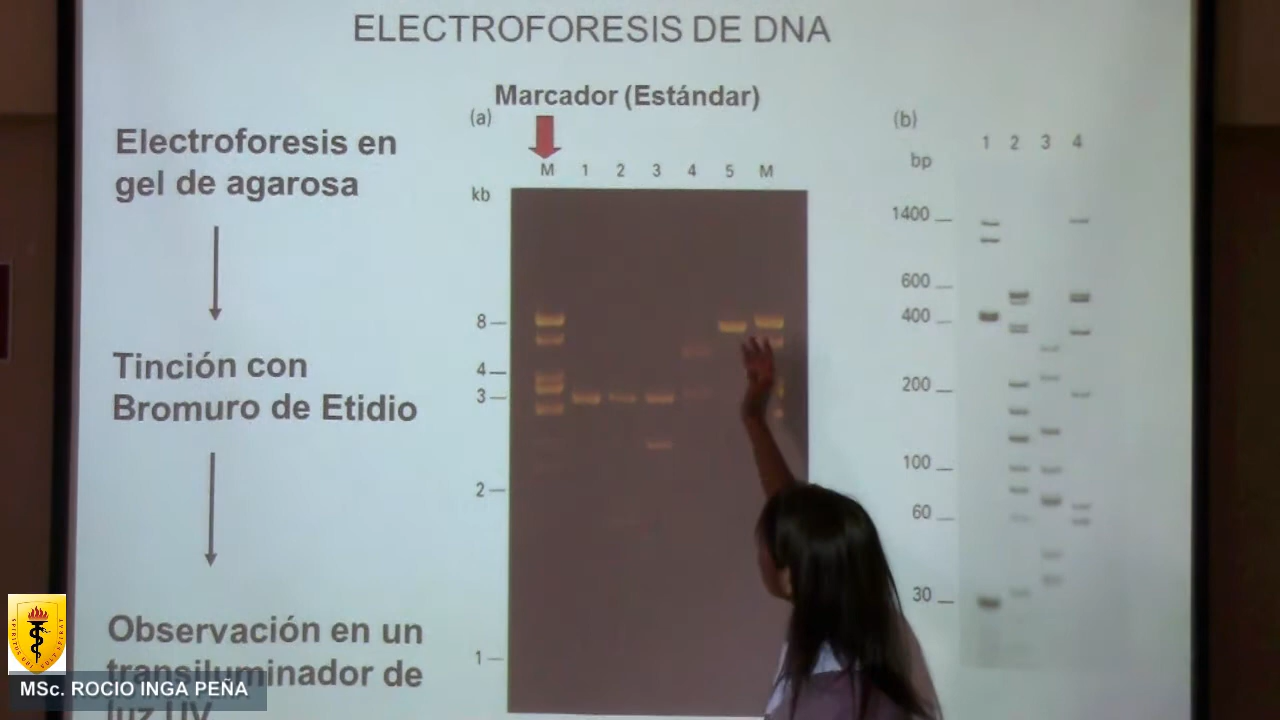 ELECTROFORESIS DE DNA
Electroforesis en
gel de agarosa
Tinción con
Bromuro de Etidio
Observación en un
transiluminador de
luz UV
Marcador (Estándar)
(a)
M 1 2 3 4 5 M
kb
8
4
3
2
1
(b)
1 2 3 4
bp
1400
600
400
200
100
60
30
MSc. ROCIO INGA PEÑA